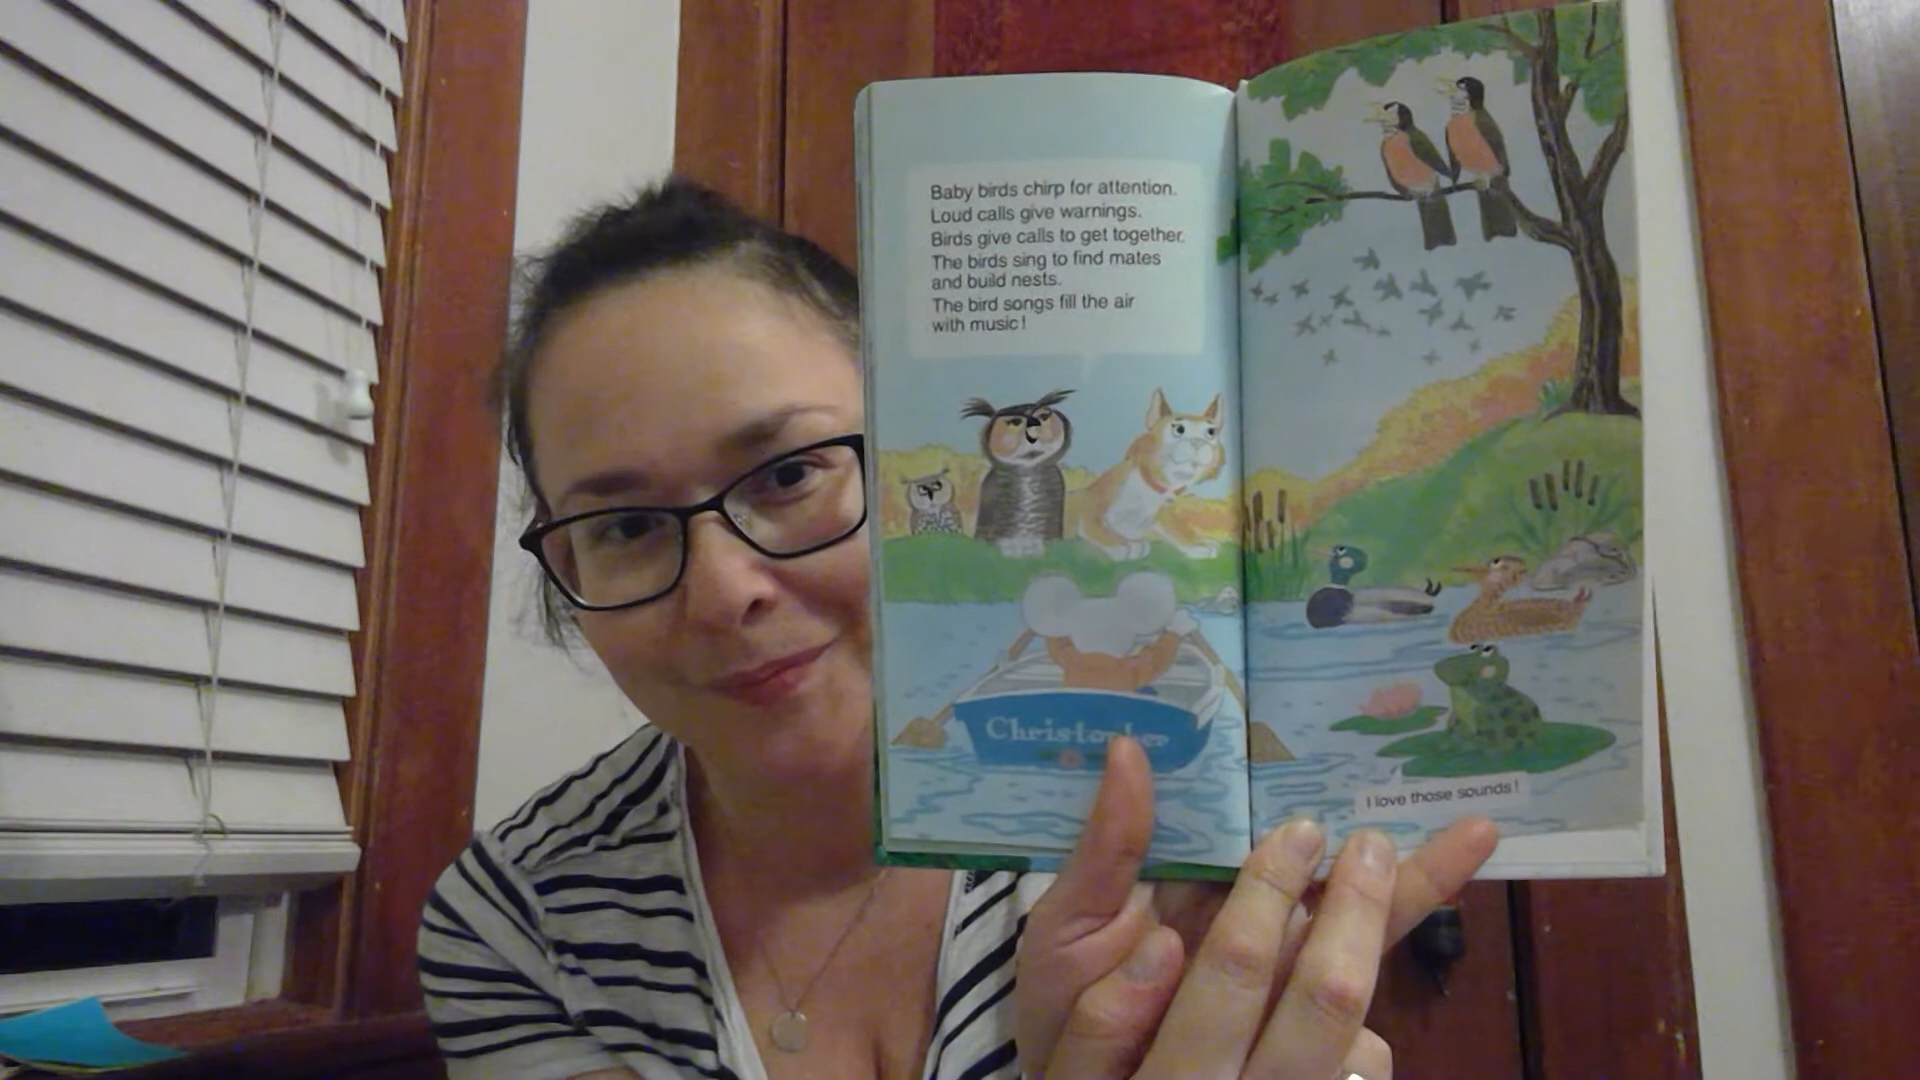 Baby birds chirp for attention.
Loud calls give warnings.
Birds give calls to get together.
The birds sing to find mates
and build nests.
The bird songs fill the air
with music!
Christopher
I love those sounds!